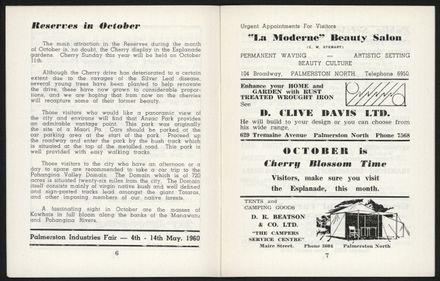 Reserves in October
The main attraction in the Reserves during the month
of October is, no doubt, the Cherry display in the Esplanade
gardens. Cherry Sunday this year will be held on October
11th.
Although the Cherry drive has deteriorated to a certain
extent due to the ravages of the Silver Leaf disease,
several young trees have been planted to help renovate
the drive, these have now grown to considerable propor-
tions, and we are hoping that from now on the cherries
will recapture some of their former beauty.
Those visitors who would like a panoramic view of
the city and environs will find that Anzac Park provides
an admirable vantage point. This park was originally
the site of a Maori Pa. Cars should be parked at the
car parking area at the start of the park. Proceed up
the roadway and enter the park by the bush track which
is situated at the top of the metalled road. This park is
well provided with easy walking tracks.
Those visitors to the city who have an afternoon or a
day to spare are recommended to take a car trip to the
Pohangina Valley Domain. The Domain which is 720
acres is situated twenty-six miles from the city. The Domain
itself consists mainly of virgin native bush and well defined
and sign-posted tracks lead amongst the giant Totaras,
and other imposing members of our native forests.
A fascinating sight in October are the masses of
Kowhais in full bloom along the banks of the Manawatu
and Pohangina Rivers.
Palmerston Industries Fair — 4th - 14th May, 1960
6
Urgent Appointments For Visitors
"La Moderne" Beauty Salon
(C. W. STEWART)
PERMANENT WAVING — ARTISTIC SETTING
BEAUTY CULTURE
104 Broadway, PALMERSTON NORTH. Telephone 6950
Enhance your HOME and
GARDEN with RUST
TREATED WROUGHT IRON
See
D. CLIVE DAVIS LTD.
He will build to your design or you can choose from
his wide range.
629 Tremaine Avenue Palmerston North Phone 7568
OCTOBER IS
Cherry Blossom Time
Visitors, make sure you visit
the Esplanade, this month.
TENTS and
CAMPING GOODS
D. R. BEATSON
& CO. LTD.
"THE CAMPERS
SERVICE CENTRE"
Maire Street. Phone 3604 Palmerston North
7